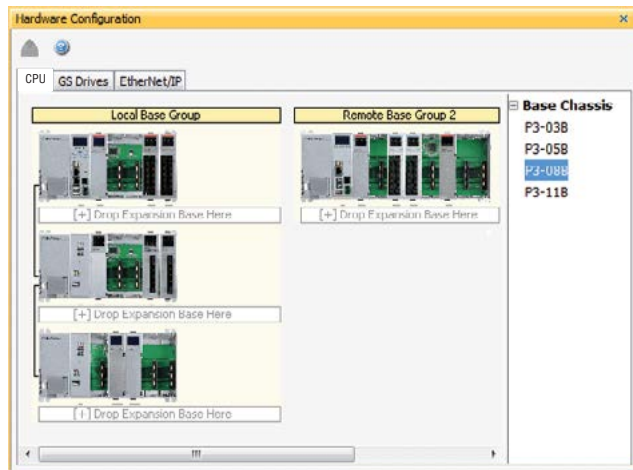 Hardware Configuration
CPU GS Drives EtherNet/IP
Local Base Group
[+] Drop Expansion Base Here
[+] Drop Expansion Base Here
[+] Drop Expansion Base Here
Remote Base Group 2
[+] Drop Expansion Base Here
Base Chassis
P3-03B
P3-05B
P3-08B
P3-11B